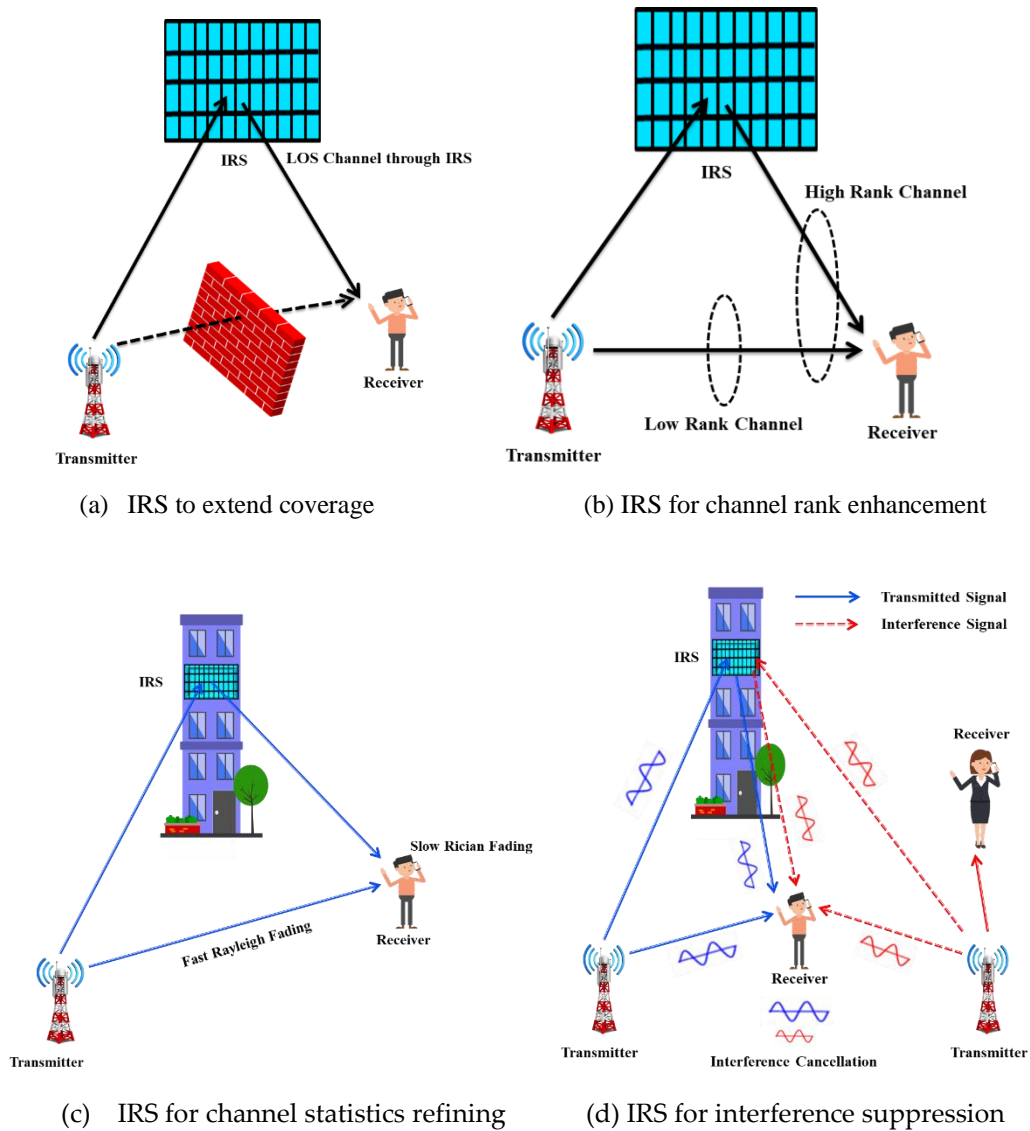 IRS
LOS Channel through IRS
Transmitter
Receiver
(a) IRS to extend coverage
IRS
High Rank Channel
Low Rank Channel
Receiver
Transmitter
(b) IRS for channel rank enhancement
IRS
Slow Rician Fading
Fast Rayleigh Fading
Receiver
Transmitter
(c) IRS for channel statistics refining
Transmitted Signal
Interference Signal
IRS
Receiver
Receiver
Transmitter
Interference Cancellation
Transmitter
(d) IRS for interference suppression